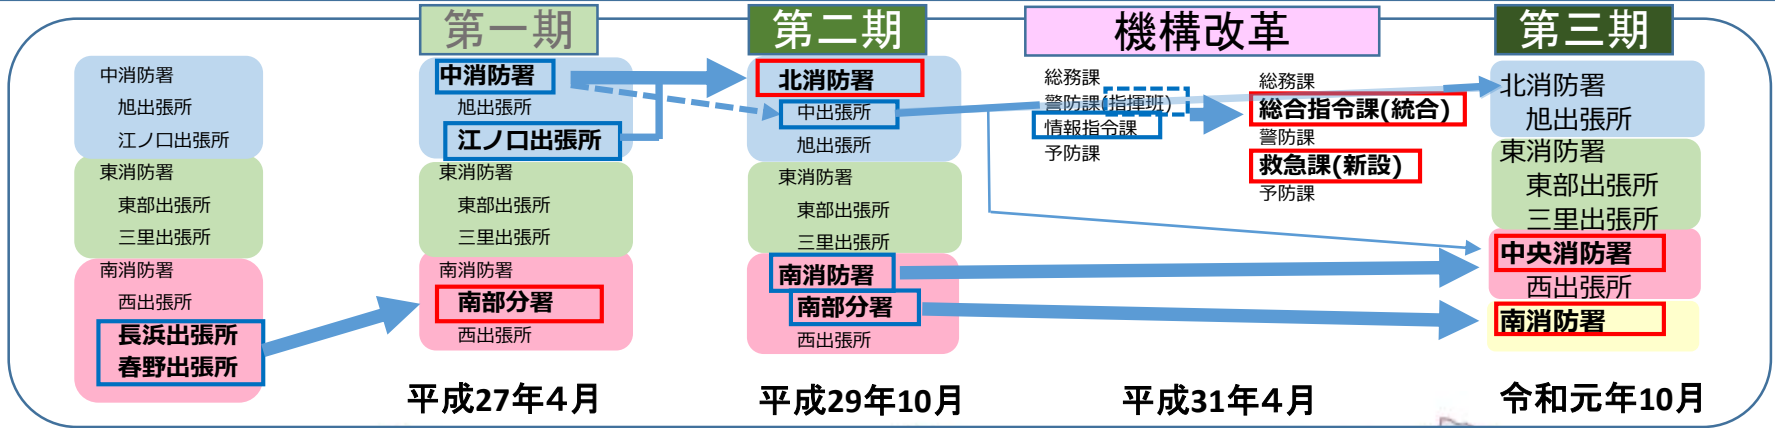 中消防署
旭出張所
江ノ口出張所
東消防署
東部出張所
三里出張所
南消防署
西出張所
長浜出張所
春野出張所
第一期
中消防署
旭出張所
江ノ口出張所
東消防署
東部出張所
三里出張所
南消防署
南部分署
西出張所
平成27年4月
第二期
北消防署
中出張所
旭出張所
東消防署
東部出張所
三里出張所
南消防署
南部分署
西出張所
平成29年10月
機構改革
総務課
警防課(指揮班)
情報指令課
予防課
総務課
総合指令課(統合)
警防課
救急課(新設)
予防課
平成31年4月
第三期
北消防署
旭出張所
東消防署
東部出張所
三里出張所
中央消防署
西出張所
南消防署
令和元年10月